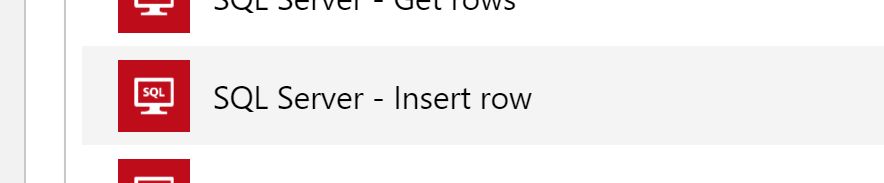 SQL Server - Get rows
SQL
SQL Server - Insert row